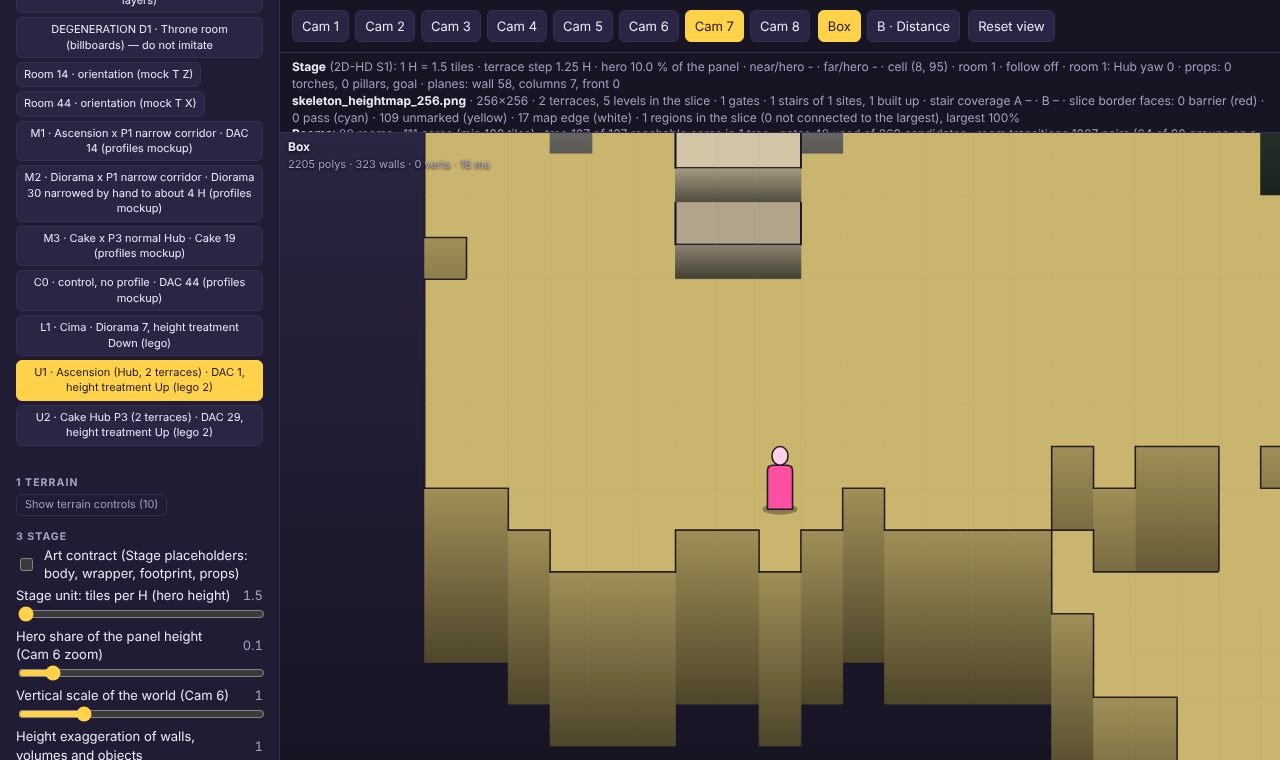 layers)
DEGENERATION D1 · Throne room
(billboards) — do not imitate
Room 14 · orientation (mock T Z)
Room 44 · orientation (mock T X)
M1 · Ascension x P1 narrow corridor · DAC
14 (profiles mockup)
M2 · Diorama x P1 narrow corridor · Diorama
30 narrowed by hand to about 4 H (profiles
mockup)
M3 · Cake x P3 normal Hub · Cake 19
(profiles mockup)
C0 · control, no profile · DAC 44 (profiles
mockup)
L1 · Cima · Diorama 7, height treatment
Down (lego)
U1 · Ascension (Hub, 2 terraces) · DAC 1,
height treatment Up (lego 2)
U2 · Cake Hub P3 (2 terraces) · DAC 29,
height treatment Up (lego 2)
1 TERRAIN
Show terrain controls (10)
3 STAGE
Art contract (Stage placeholders:
body, wrapper, footprint, props)
Stage unit: tiles per H (hero height) 1.5
Hero share of the panel height
(Cam 6 zoom) 0.1
Vertical scale of the world (Cam 6) 1
Height exaggeration of walls,
volumes and objects 1
Cam 1 Cam 2 Cam 3 Cam 4 Cam 5 Cam 6 Cam 7 Cam 8 Box B · Distance Reset view
Stage (2D-HD S1): 1 H = 1.5 tiles · terrace step 1.25 H · hero 10.0 % of the panel · near/hero - · far/hero - · cell (8, 95) · room 1 · follow off · room 1: Hub yaw 0 · props: 0
torches, 0 pillars, goal · planes: wall 58, columns 7, front 0
skeleton_heightmap_256.png · 256×256 · 2 terraces, 5 levels in the slice · 1 gates · 1 stairs of 1 sites, 1 built up · stair coverage A – · B – · slice border faces: 0 barrier (red) ·
0 pass (cyan) · 109 unmarked (yellow) · 17 map edge (white) · 1 regions in the slice (0 not connected to the largest), largest 100%
Box
2205 polys · 323 walls · 0 verts · 16 ms